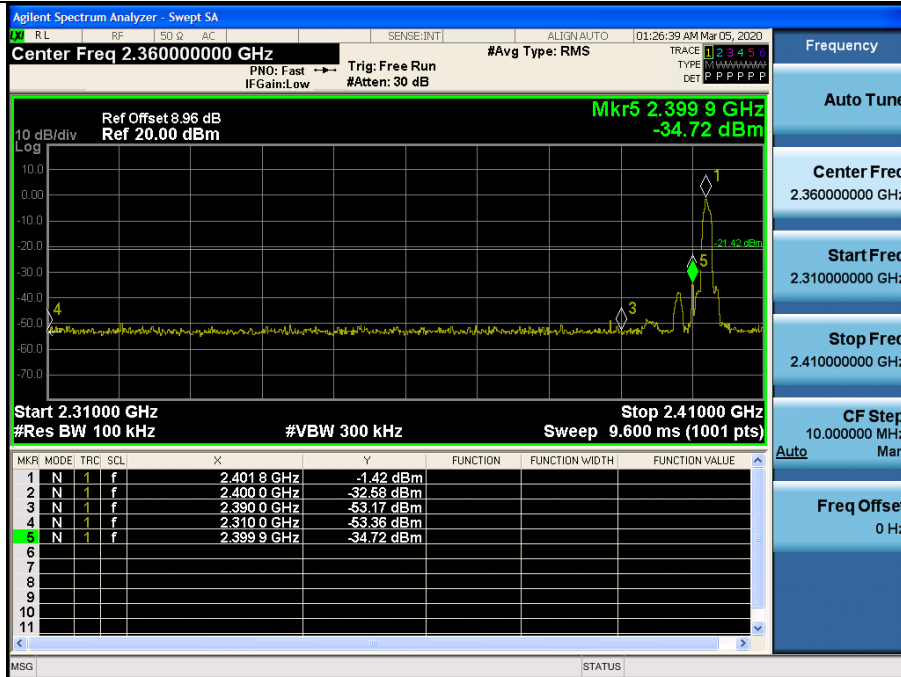 Agilent Spectrum Analyzer - Swept SA
LXI RL RF 50 Ω AC SENSE:INT ALIGN AUTO 01:26:39 AM Mar 05, 2020
Center Freq 2.360000000 GHz
PNO: Fast
IFGain:Low
Trig: Free Run
#Atten: 30 dB
#Avg Type: RMS
TRACE 1 2 3 4 5 6
TYPE M WWWWW
DET P P P P P P
Mkr5 2.399 9 GHz
-34.72 dBm
Ref Offset 8.96 dB
10 dB/div Ref 20.00 dBm
Log
10.0
0.00
-10.0
-20.0
-30.0
-40.0
-50.0
-60.0
-70.0
1
-21.42 dBm
5
4
3
Start 2.31000 GHz Stop 2.41000 GHz
#Res BW 100 kHz #VBW 300 kHz Sweep 9.600 ms (1001 pts)
MKR MODE TRC SCL X Y FUNCTION FUNCTION WIDTH FUNCTION VALUE
1 N 1 f 2.401 8 GHz -1.42 dBm
2 N 1 f 2.400 0 GHz -32.58 dBm
3 N 1 f 2.390 0 GHz -53.17 dBm
4 N 1 f 2.310 0 GHz -53.36 dBm
5 N 1 f 2.399 9 GHz -34.72 dBm
6
7
8
9
10
11
MSG STATUS
Frequency
Auto Tune
Center Freq
2.360000000 GHz
Start Freq
2.310000000 GHz
Stop Freq
2.410000000 GHz
CF Step
10.000000 MHz
Auto Man
Freq Offset
0 Hz